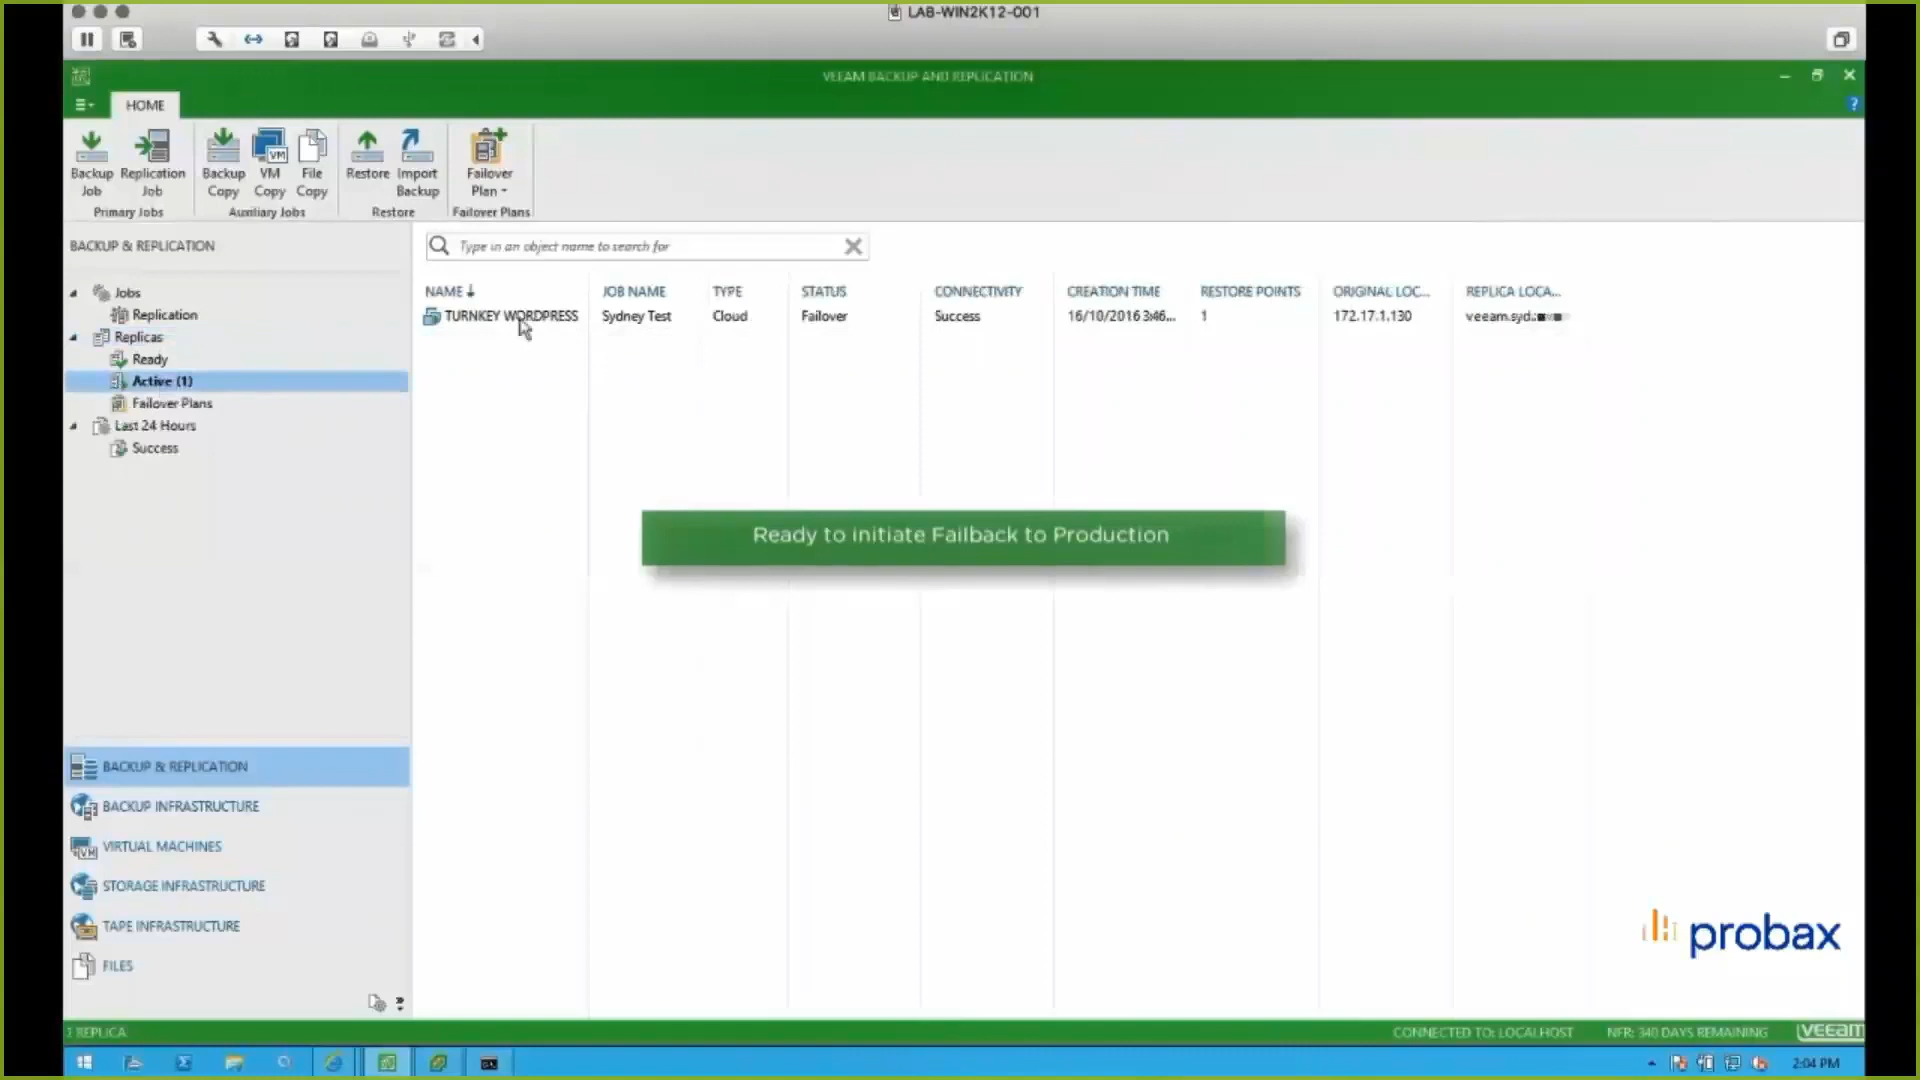 LAB-WIN2K12-001
VEEAM BACKUP AND REPLICATION
HOME
Backup Job
Replication Job
Backup Copy
VM Copy
File Copy
Restore
Import Backup
Failover Plan
Primary Jobs
Auxiliary Jobs
Restore
Failover Plans
BACKUP & REPLICATION
Type in an object name to search for
Jobs
Replication
Replicas
Ready
Active (1)
Failover Plans
Last 24 Hours
Success
NAME JOB NAME TYPE STATUS CONNECTIVITY CREATION TIME RESTORE POINTS ORIGINAL LOC... REPLICA LOCA...
TURNKEY WORDPRESS Sydney Test Cloud Failover Success 16/10/2016 3:46... 1 172.17.1.130 veeam.syd.
Ready to initiate Failback to Production
BACKUP & REPLICATION
BACKUP INFRASTRUCTURE
VIRTUAL MACHINES
STORAGE INFRASTRUCTURE
TAPE INFRASTRUCTURE
FILES
probax
1 REPLICA
CONNECTED TO: LOCALHOST
NFR: 340 DAYS REMAINING
veeam
2:04 PM